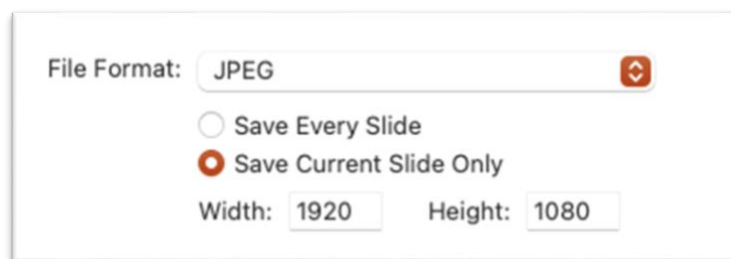 File Format: JPEG
Save Every Slide
Save Current Slide Only
Width: 1920 Height: 1080